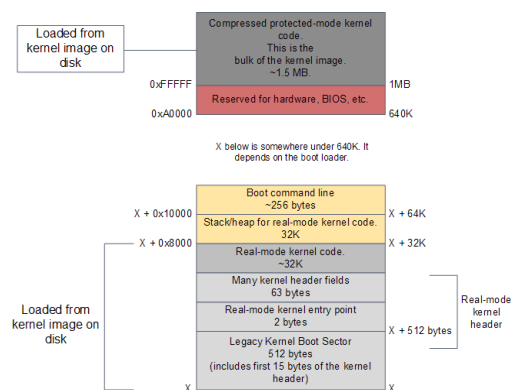 Compressed protected-mode kernel
code.
This is the
bulk of the kernel image.
~1.5 MB.
Loaded from
kernel image on
disk
0xFFFFF
1MB
Reserved for hardware, BIOS, etc.
0xA0000
640K
X below is somewhere under 640K. It
depends on the boot loader.
Boot command line
~256 bytes
X + 0x10000
X + 64K
Stack/heap for real-mode kernel code.
32K
X + 0x8000
X + 32K
Real-mode kernel code.
~32K
Many kernel header fields
63 bytes
Real-mode kernel entry point
2 bytes
Loaded from
kernel image on
disk
Real-mode
kernel
header
X + 512 bytes
Legacy Kernel Boot Sector
512 bytes
(includes first 15 bytes of the kernel
header)
X
X